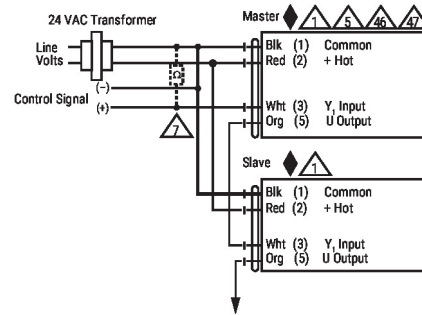 24 VAC Transformer
Master 1 5 46 47
Line
Volts
Blk (1) Common
Red (2) + Hot
Ω
(–)
Control Signal
(+)
Wht (3) Y₁ Input
Org (5) U Output
7
Slave 1
Blk (1) Common
Red (2) + Hot
Wht (3) Y₁ Input
Org (5) U Output